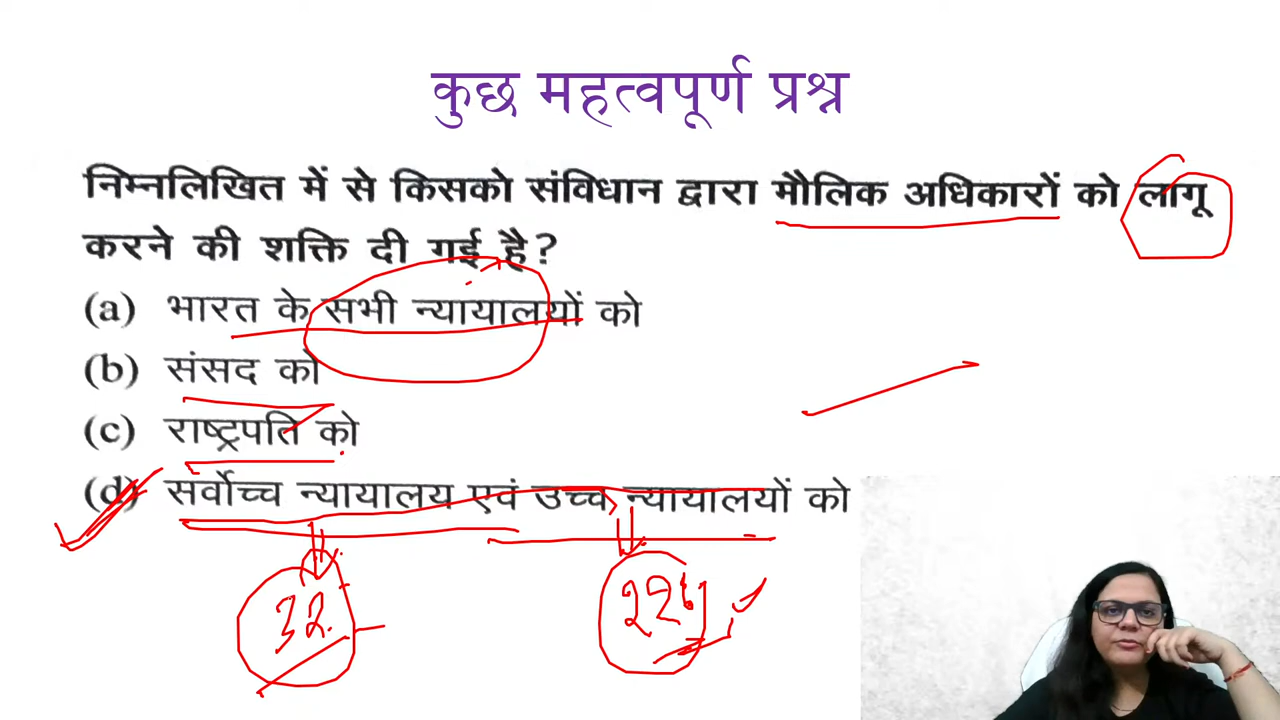 कुछ महत्वपूर्ण प्रश्न
निम्नलिखित में से किसको संविधान द्वारा मौलिक अधिकारों को लागू
करने की शक्ति दी गई है?
(a) भारत के सभी न्यायालयों को
(b) संसद को
(c) राष्ट्रपति को
(d) सर्वोच्च न्यायालय एवं उच्च न्यायालयों को
32 226